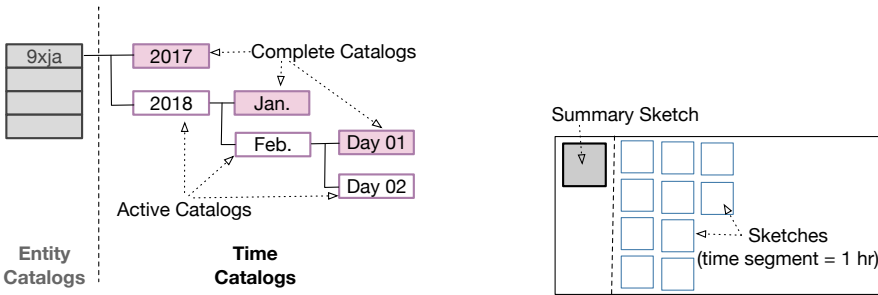 9xja
2017
Complete Catalogs
2018
Jan.
Feb.
Day 01
Day 02
Active Catalogs
Entity
Catalogs
Time
Catalogs
Summary Sketch
Sketches
(time segment = 1 hr)